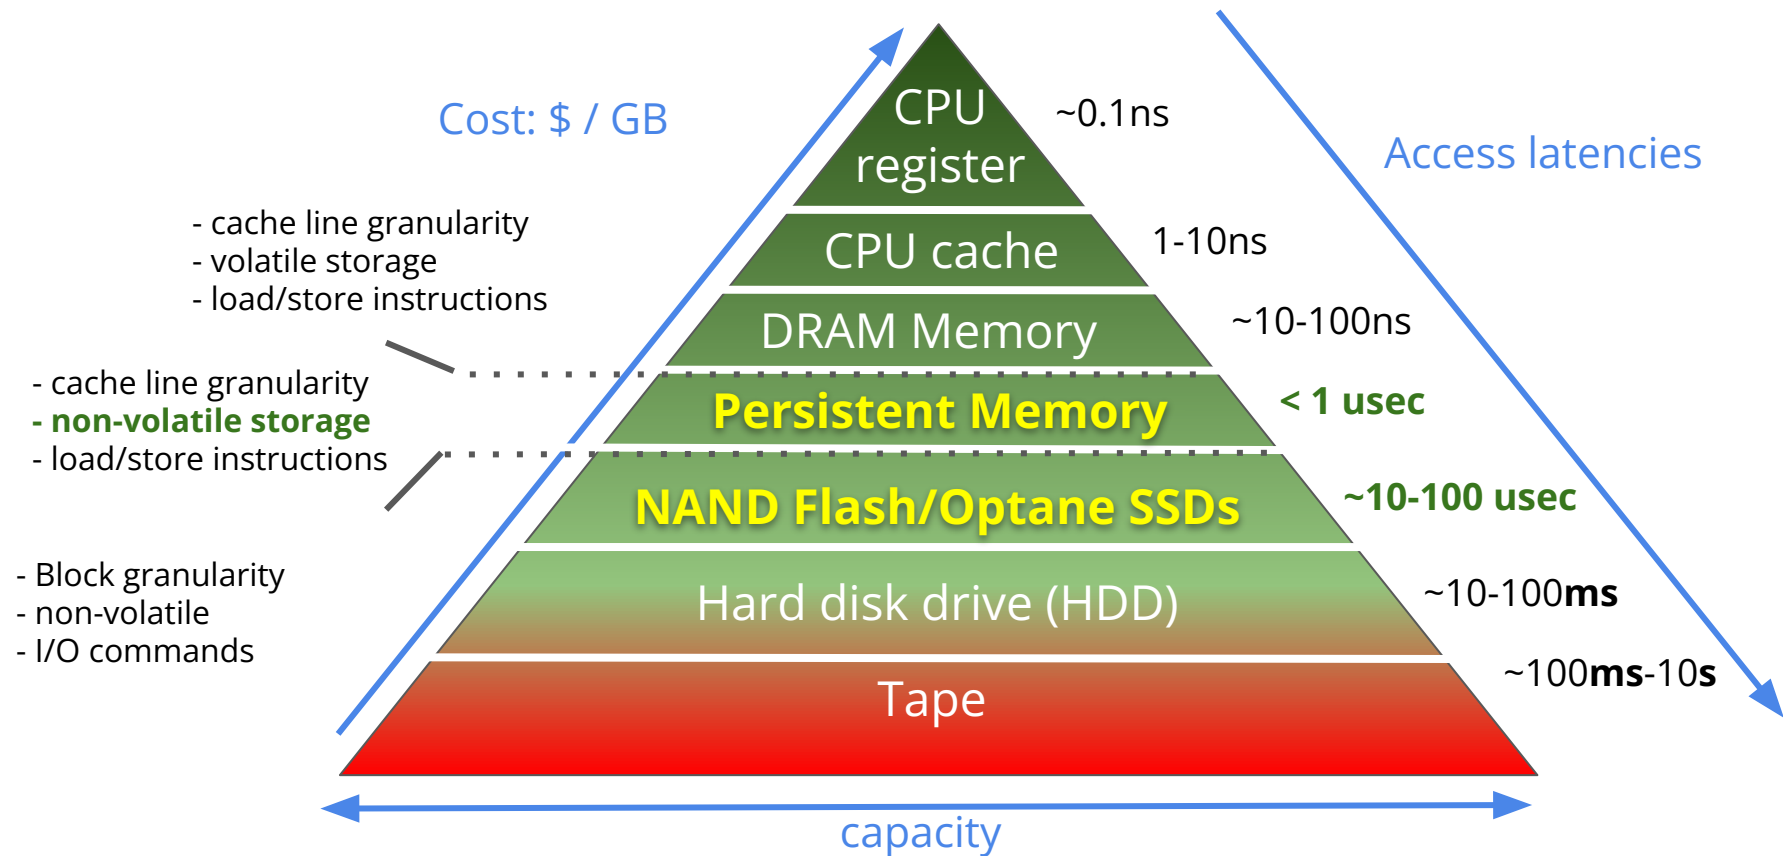 Cost: $ / GB
CPU
register
~0.1ns
Access latencies
- cache line granularity
- volatile storage
- load/store instructions
CPU cache
1-10ns
DRAM Memory
~10-100ns
- cache line granularity
- non-volatile storage
- load/store instructions
Persistent Memory
< 1 usec
NAND Flash/Optane SSDs
~10-100 usec
- Block granularity
- non-volatile
- I/O commands
Hard disk drive (HDD)
~10-100ms
Tape
~100ms-10s
capacity